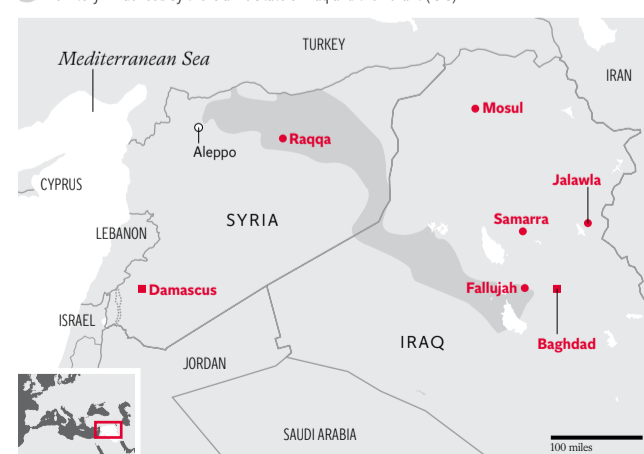 TURKEY
Mediterranean Sea
IRAN
Mosul
Raqqa
Aleppo
Jalawla
CYPRUS
SYRIA
Samarra
LEBANON
Damascus
Fallujah
ISRAEL
IRAQ
Baghdad
JORDAN
SAUDI ARABIA
100 miles